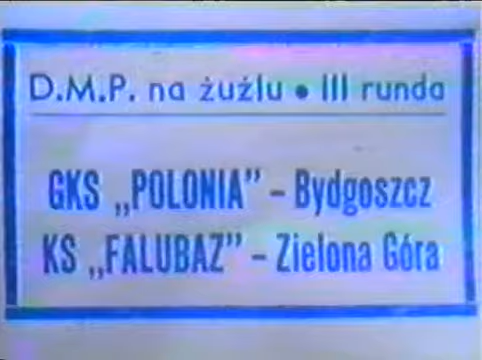 D.M.P. na żużlu • III runda
GKS „POLONIA” – Bydgoszcz
KS „FALUBAZ” – Zielona Góra